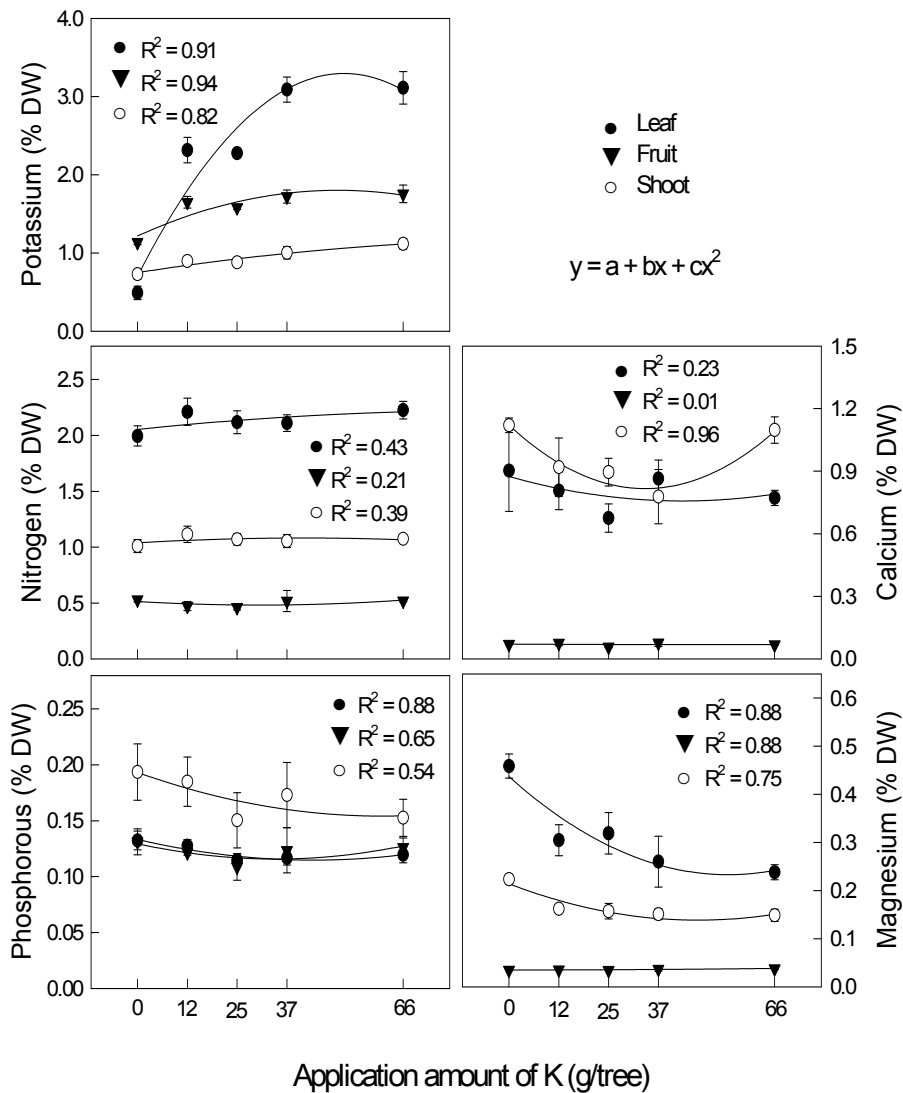 4.0
3.0
2.0
1.0
0.0
Potassium (% DW)
R² = 0.91
R² = 0.94
R² = 0.82
Leaf
Fruit
Shoot
y = a + bx + cx²
2.5
2.0
1.5
1.0
0.5
0.0
Nitrogen (% DW)
R² = 0.43
R² = 0.21
R² = 0.39
R² = 0.23
R² = 0.01
R² = 0.96
1.5
1.2
0.9
0.6
0.3
0.0
Calcium (% DW)
0.25
0.20
0.15
0.10
0.05
0.00
Phosphorous (% DW)
R² = 0.88
R² = 0.65
R² = 0.54
0 12 25 37 66
R² = 0.88
R² = 0.88
R² = 0.75
0.6
0.5
0.4
0.3
0.2
0.1
0.0
Magnesium (% DW)
0 12 25 37 66
Application amount of K (g/tree)